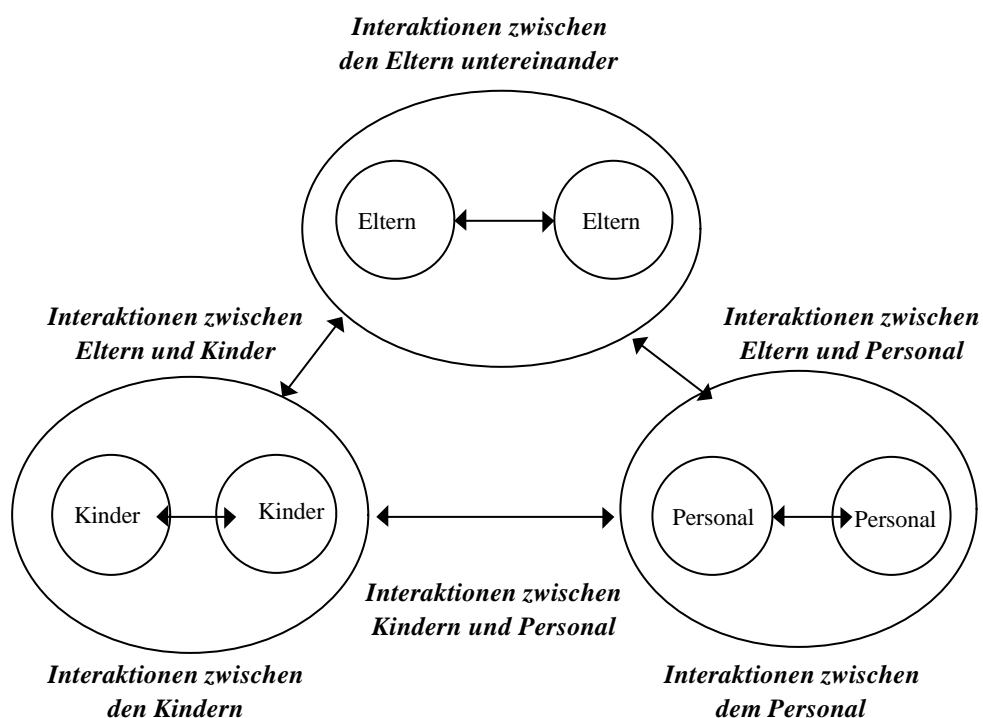 Interaktionen zwischen
den Eltern untereinander
Eltern
Eltern
Interaktionen zwischen
Eltern und Kinder
Interaktionen zwischen
Eltern und Personal
Kinder
Kinder
Personal
Personal
Interaktionen zwischen
Kindern und Personal
Interaktionen zwischen
den Kindern
Interaktionen zwischen
dem Personal